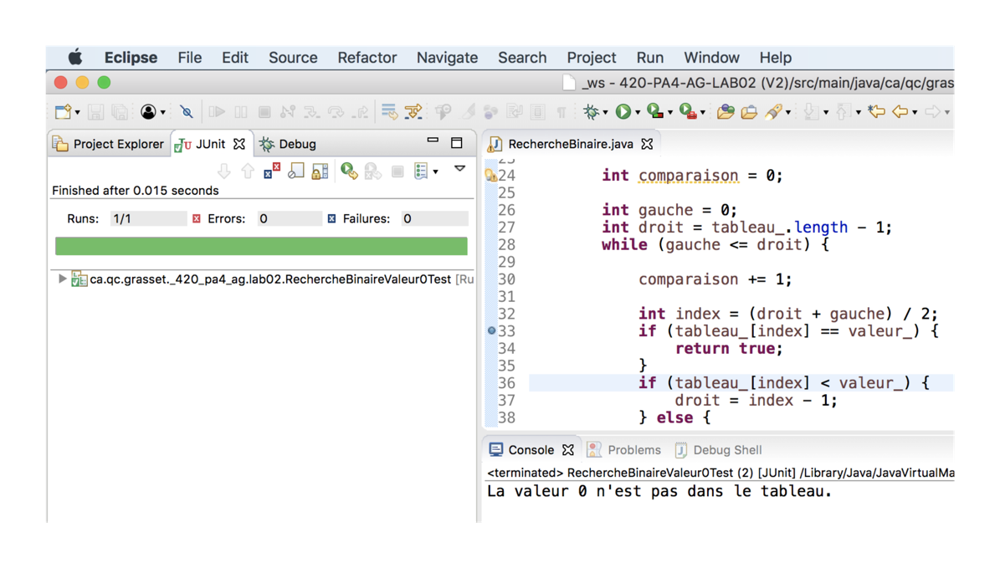 Eclipse File Edit Source Refactor Navigate Search Project Run Window Help
_ws - 420-PA4-AG-LAB02 (V2)/src/main/java/ca/qc/gras
Project Explorer JUnit Debug
RechercheBinaire.java
Finished after 0.015 seconds
Runs: 1/1 Errors: 0 Failures: 0
ca.qc.grasset._420_pa4_ag.lab02.RechercheBinaireValeur0Test [Ru
24 int comparaison = 0;
25
26 int gauche = 0;
27 int droit = tableau_.length - 1;
28 while (gauche <= droit) {
29
30 comparaison += 1;
31
32 int index = (droit + gauche) / 2;
33 if (tableau_[index] == valeur_) {
34 return true;
35 }
36 if (tableau_[index] < valeur_) {
37 droit = index - 1;
38 } else {
Console Problems Debug Shell
<terminated> RechercheBinaireValeur0Test (2) [JUnit] /Library/Java/JavaVirtualMa
La valeur 0 n'est pas dans le tableau.